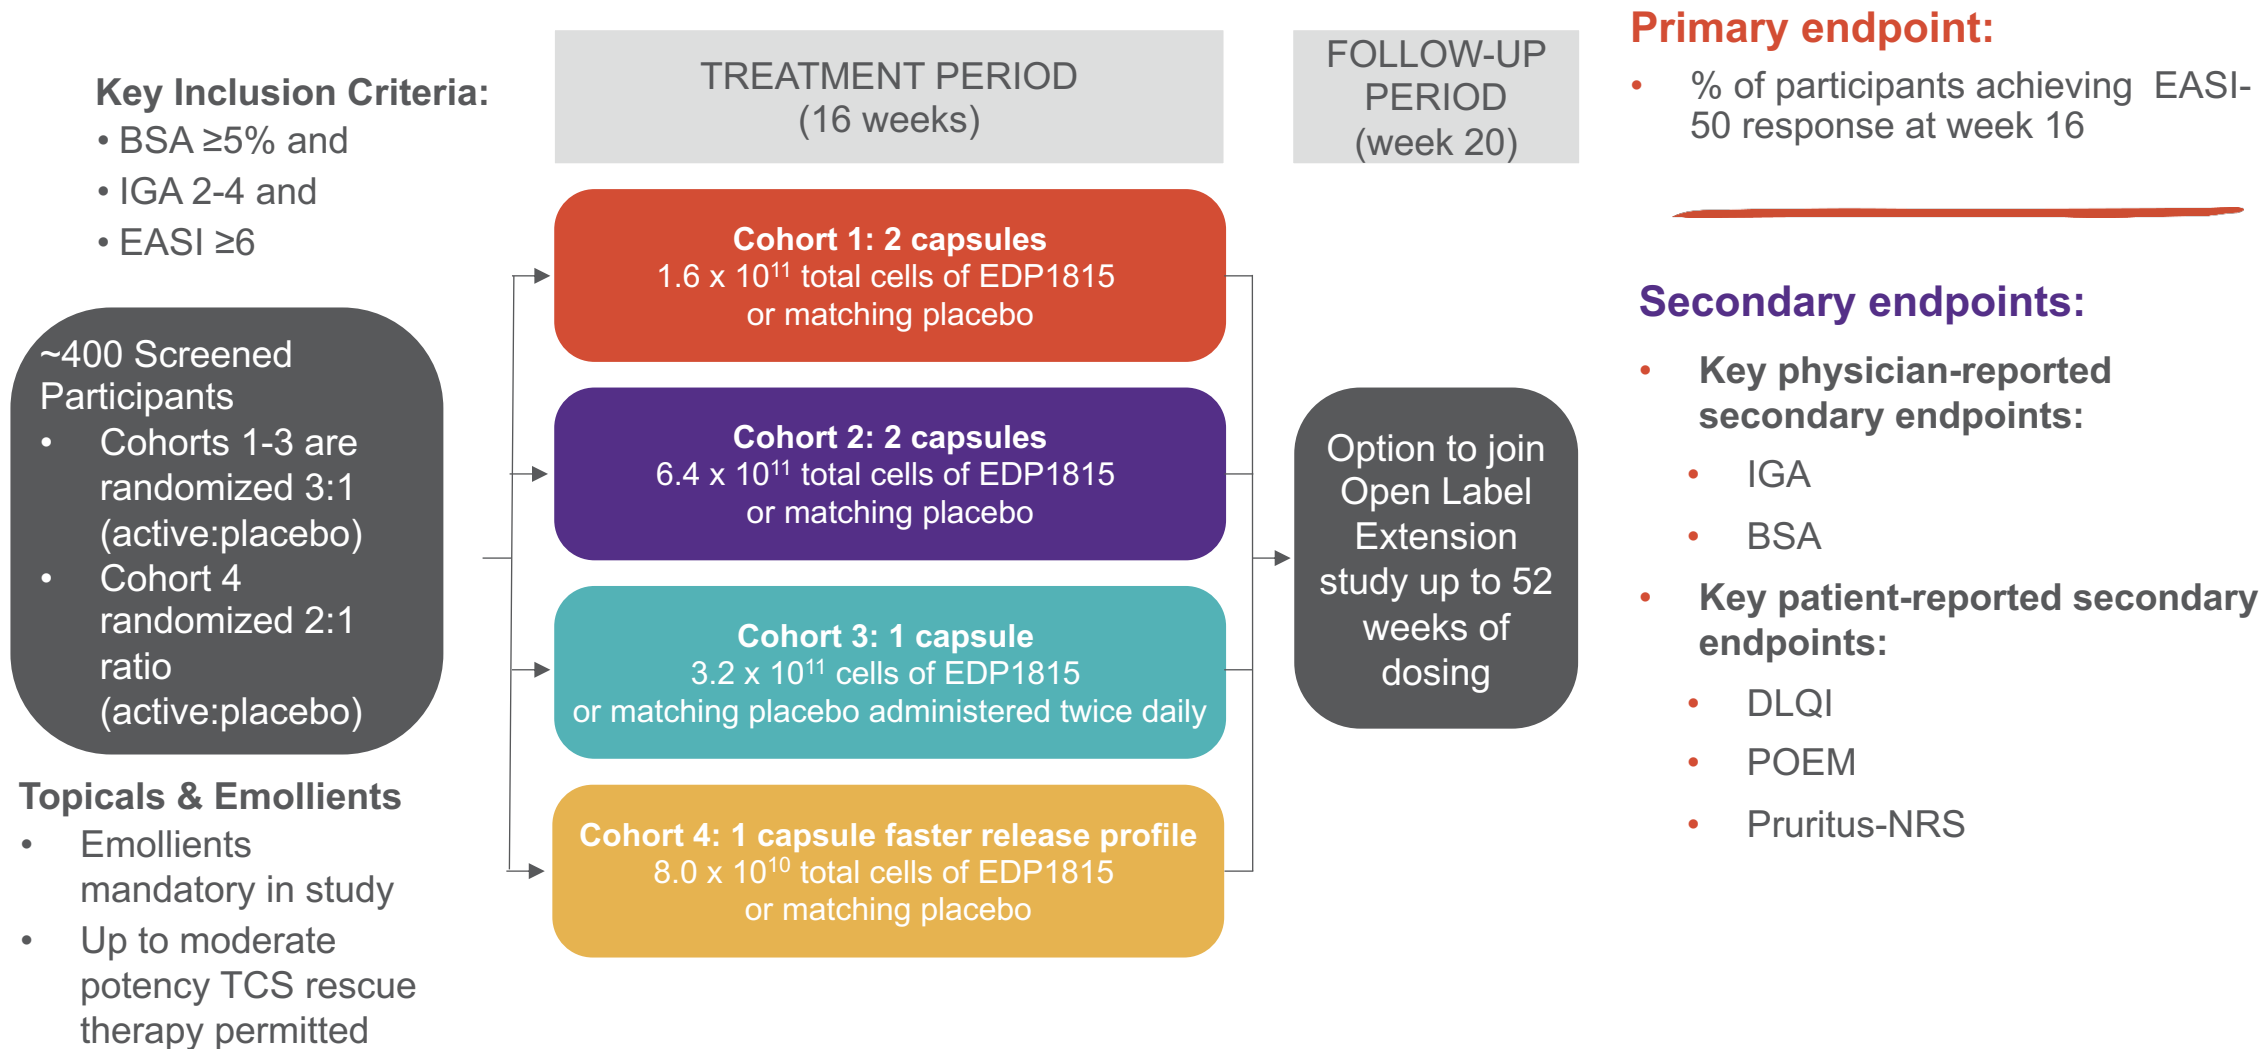 Key Inclusion Criteria:
• BSA ≥5% and
• IGA 2-4 and
• EASI ≥6
~400 Screened
Participants
• Cohorts 1-3 are
randomized 3:1
(active:placebo)
• Cohort 4
randomized 2:1
ratio
(active:placebo)
Topicals & Emollients
• Emollients
mandatory in study
• Up to moderate
potency TCS rescue
therapy permitted
TREATMENT PERIOD
(16 weeks)
Cohort 1: 2 capsules
1.6 x 10¹¹ total cells of EDP1815
or matching placebo
Cohort 2: 2 capsules
6.4 x 10¹¹ total cells of EDP1815
or matching placebo
Cohort 3: 1 capsule
3.2 x 10¹¹ cells of EDP1815
or matching placebo administered twice daily
Cohort 4: 1 capsule faster release profile
8.0 x 10¹⁰ total cells of EDP1815
or matching placebo
FOLLOW-UP
PERIOD
(week 20)
Option to join
Open Label
Extension
study up to 52
weeks of
dosing
Primary endpoint:
• % of participants achieving EASI-
50 response at week 16
Secondary endpoints:
• Key physician-reported
secondary endpoints:
• IGA
• BSA
• Key patient-reported secondary
endpoints:
• DLQI
• POEM
• Pruritus-NRS